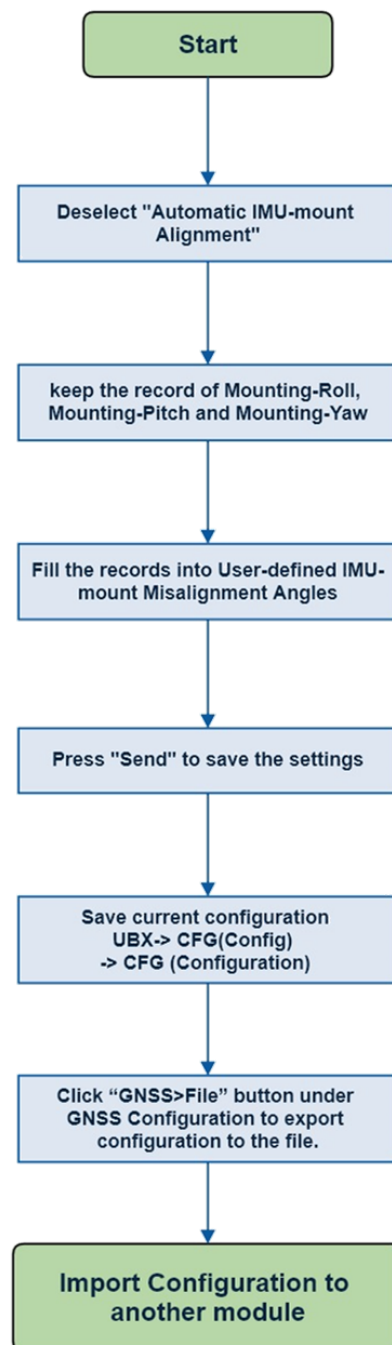 Start
Deselect "Automatic IMU-mount
Alignment"
keep the record of Mounting-Roll,
Mounting-Pitch and Mounting-Yaw
Fill the records into User-defined IMU-
mount Misalignment Angles
Press "Send" to save the settings
Save current configuration
UBX-> CFG(Config)
-> CFG (Configuration)
Click “GNSS>File” button under
GNSS Configuration to export
configuration to the file.
Import Configuration to
another module